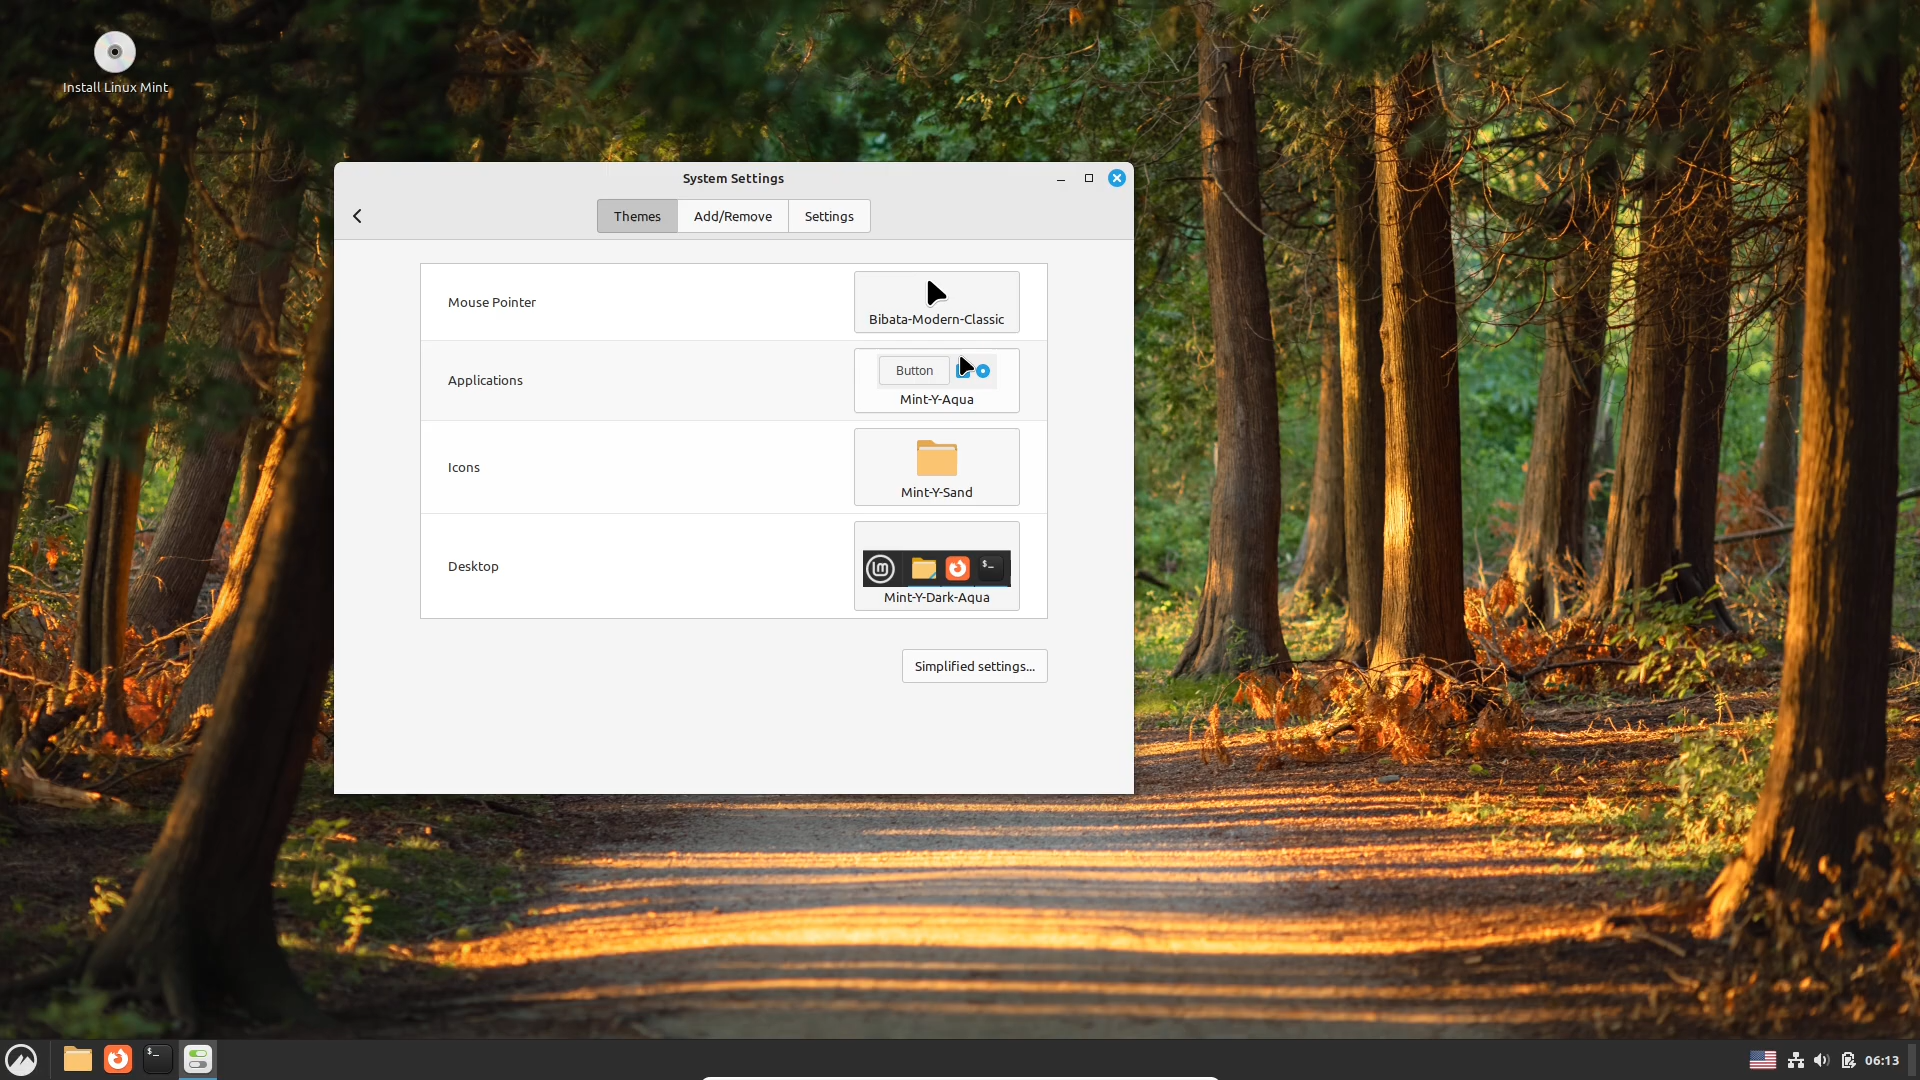 Install Linux Mint
System Settings
Themes
Add/Remove
Settings
Mouse Pointer
Bibata-Modern-Classic
Applications
Button
Mint-Y-Aqua
Icons
Mint-Y-Sand
Desktop
$_
Mint-Y-Dark-Aqua
Simplified settings...
$_
06:13